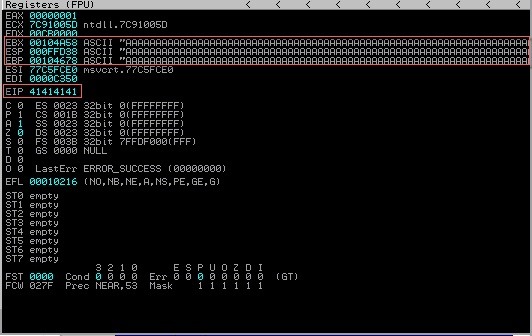 Registers (FPU) < < < < < < <
EAX 00000001
ECX 7C91005D ntdll.7C91005D
EDX 00CB0000
EBX 00104A58 ASCII "AAAAAAAAAAAAAAAAAAAAAAAAAAAAAAAAAAAAAAAAAAAAAAAAAAAAAAAAAAAAAAAAAA
ESP 000FFD38 ASCII "AAAAAAAAAAAAAAAAAAAAAAAAAAAAAAAAAAAAAAAAAAAAAAAAAAAAAAAAAAAAAAAAAA
EBP 00104678 ASCII "AAAAAAAAAAAAAAAAAAAAAAAAAAAAAAAAAAAAAAAAAAAAAAAAAAAAAAAAAAAAAAAAAA
ESI 77C5FCE0 msvcrt.77C5FCE0
EDI 0000C350
EIP 41414141
C 0 ES 0023 32bit 0(FFFFFFFF)
P 1 CS 001B 32bit 0(FFFFFFFF)
A 1 SS 0023 32bit 0(FFFFFFFF)
Z 0 DS 0023 32bit 0(FFFFFFFF)
S 0 FS 003B 32bit 7FFDF000(FFF)
T 0 GS 0000 NULL
D 0
O 0 LastErr ERROR_SUCCESS (00000000)
EFL 00010216 (NO,NB,NE,A,NS,PE,GE,G)
ST0 empty
ST1 empty
ST2 empty
ST3 empty
ST4 empty
ST5 empty
ST6 empty
ST7 empty
3 2 1 0 E S P U O Z D I
FST 0000 Cond 0 0 0 0 Err 0 0 0 0 0 0 0 0 (GT)
FCW 027F Prec NEAR,53 Mask 1 1 1 1 1 1